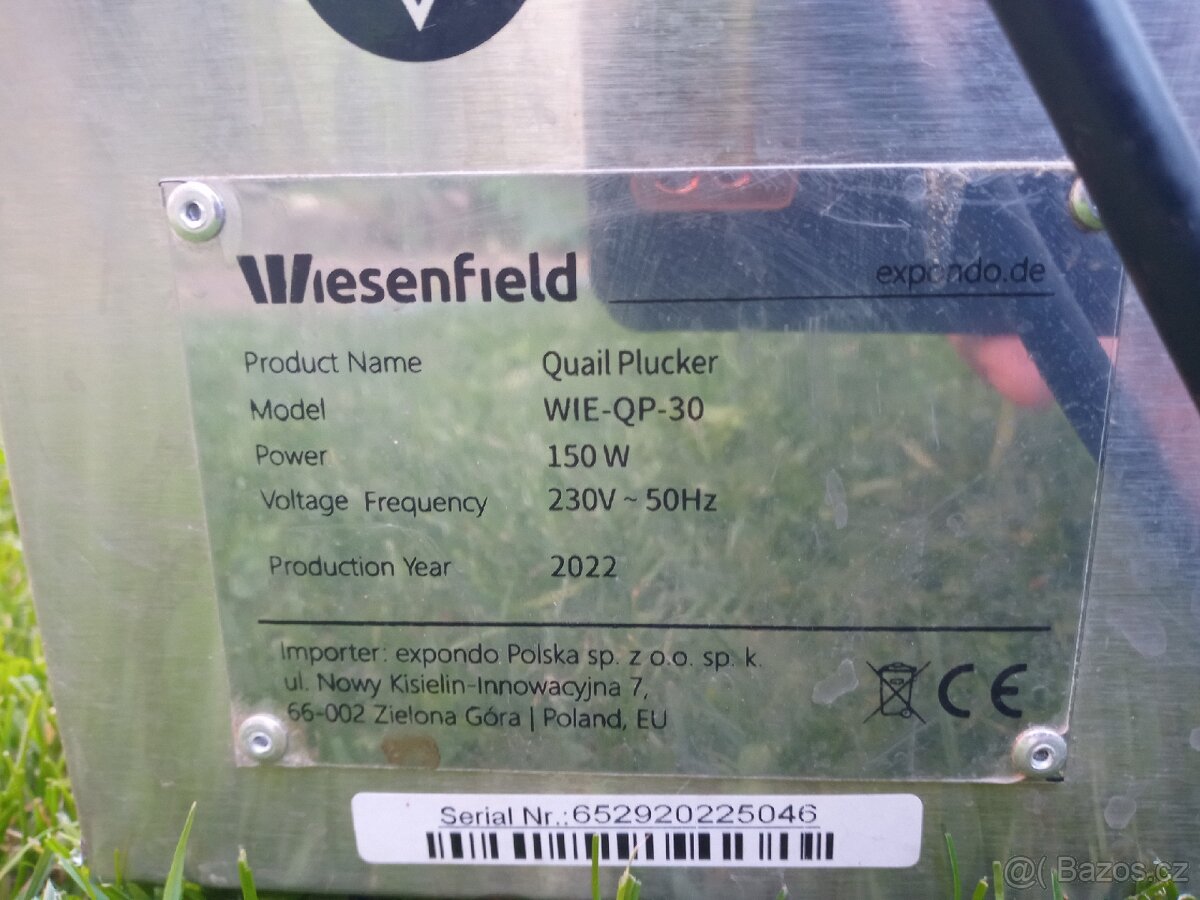 Wiesenfield
expondo.de
Product Name Quail Plucker
Model WIE-QP-30
Power 150 W
Voltage Frequency 230V ~ 50Hz
Production Year 2022
Importer: expondo Polska sp. z o.o. sp. k.
ul. Nowy Kisielin-Innowacyjna 7,
66-002 Zielona Góra | Poland, EU
CE
Serial Nr.:652920225046
@( Bazos.cz